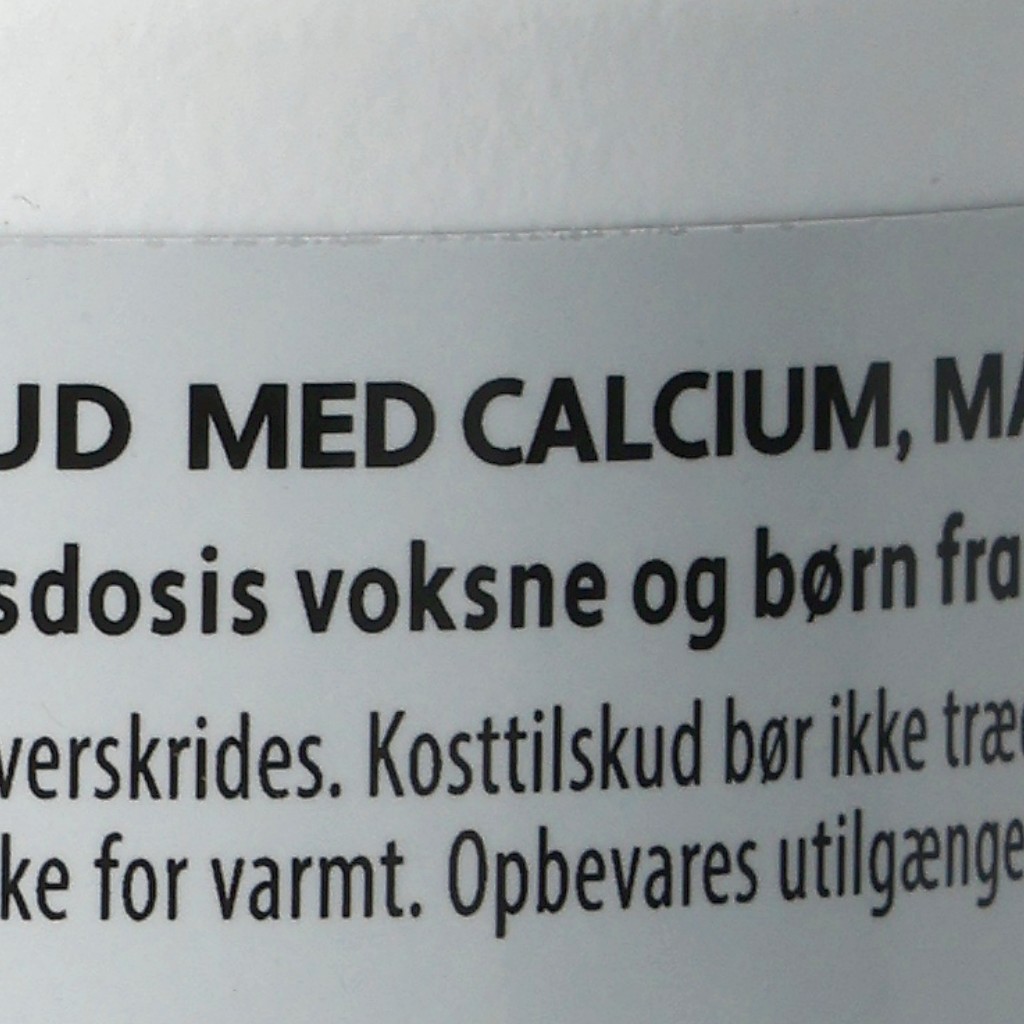 UD MED CALCIUM, MA
sdosis voksne og børn fra
verskrides. Kosttilskud bør ikke træ
ke for varmt. Opbevares utilgænge